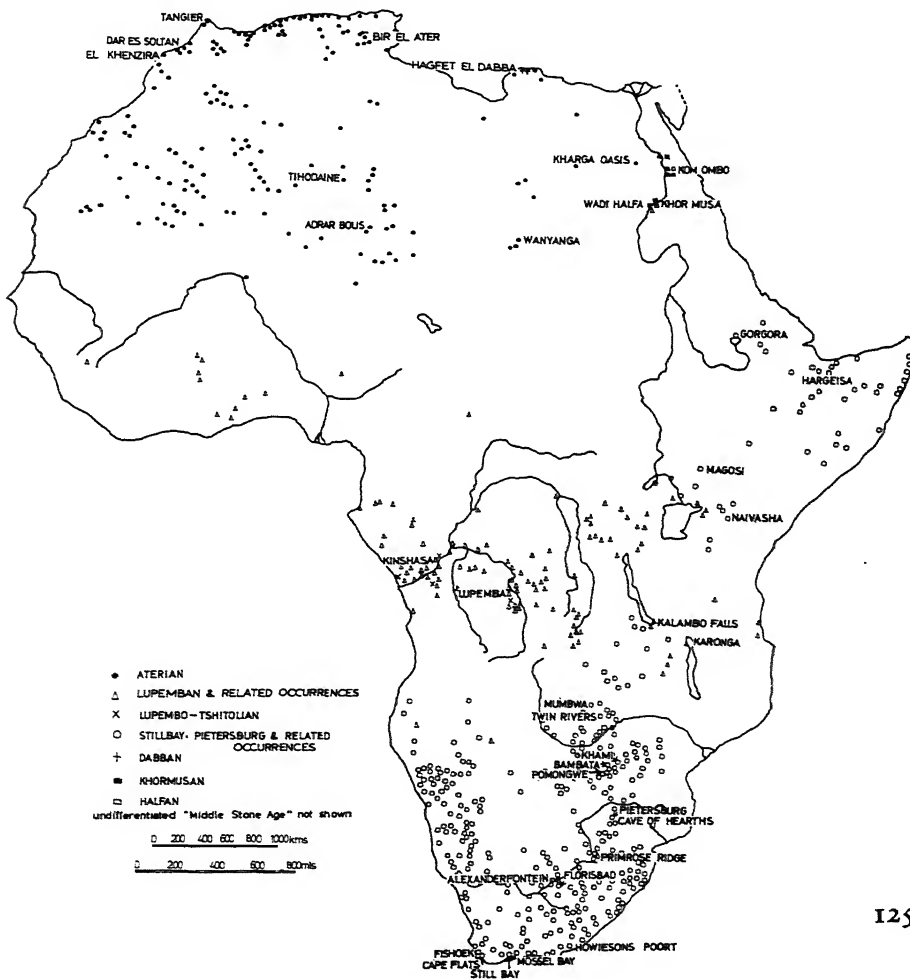 TANGIER
DAR ES SOLTAN
EL KHENZIRA
BIR EL ATER
HAGFET EL DABBA
KHARGA OASIS
KOM OMBO
TIHODAINE
WADI HALFA
KHOR MUSA
ADRAR BOUS
WANYANGA
GORGORA
HARGEISA
MAGOSI
NAIVASHA
KINSHASA
LUPEMBA
KALAMBO FALLS
KARONGA
ATERIAN
LUPEMBAN & RELATED OCCURRENCES
LUPEMBO-TSHITOLIAN
STILLBAY· PIETERSBURG & RELATED
OCCURRENCES
DABBAN
KHORMUSAN
HALFAN
undifferentiated "Middle Stone Age" not shown
0 200 400 600 800 1000kms
0 200 400 600 800mls
MUMBWA
TWIN RIVERS
KHAMI
BAMBATA
POMONGWE
PIETERSBURG
CAVE OF HEARTHS
PRIMROSE RIDGE
ALEXANDERFONTEIN
FLORISBAD
HOWIESONS POORT
FISHOEK
CAPE FLATS
MOSSEL BAY
STILL BAY
125